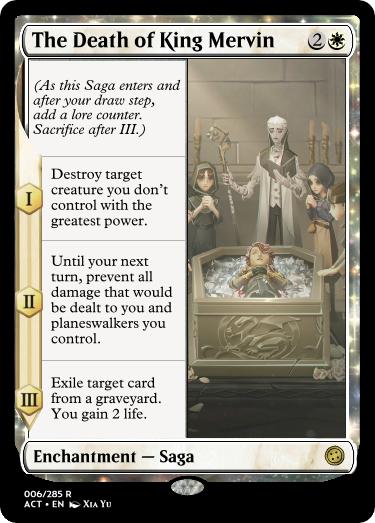 The Death of King Mervin 2
(As this Saga enters and
after your draw step,
add a lore counter.
Sacrifice after III.)
I
Destroy target
creature you don't
control with the
greatest power.
II
Until your next
turn, prevent all
damage that would
be dealt to you and
planeswalkers you
control.
III
Exile target card
from a graveyard.
You gain 2 life.
Enchantment — Saga
006/285 R
ACT • EN Xia Yu